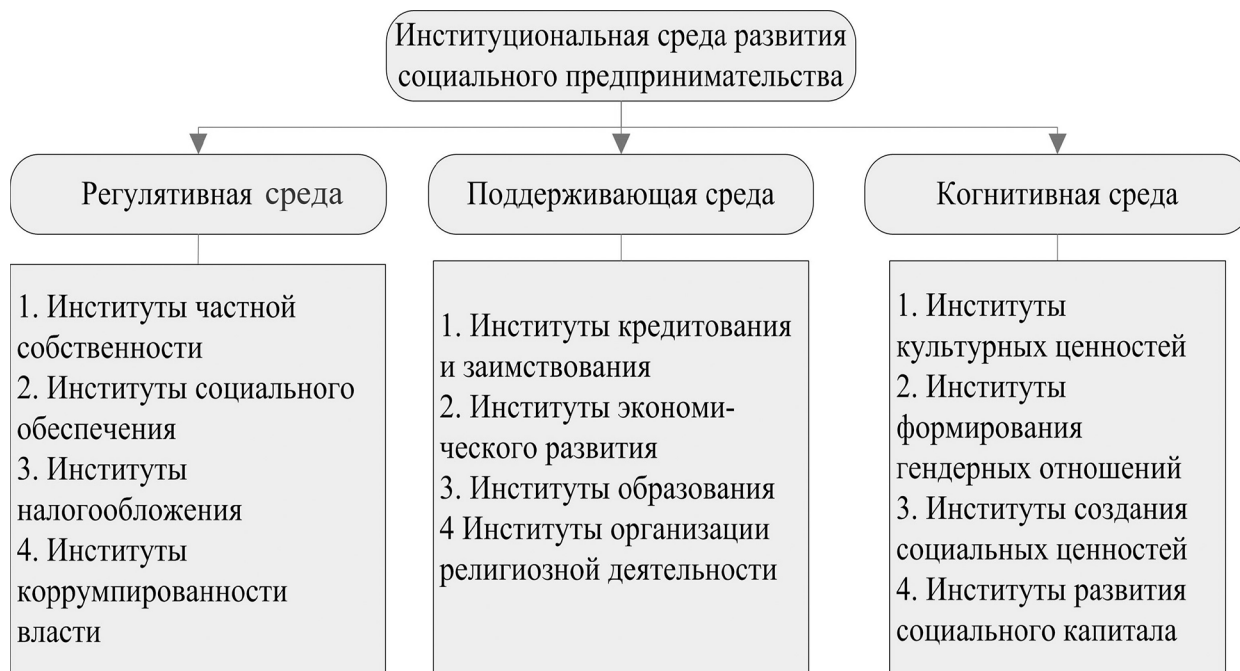 Институциональная среда развития
социального предпринимательства
Регулятивная среда
Поддерживающая среда
Когнитивная среда
1. Институты частной
собственности
2. Институты социального
обеспечения
3. Институты
налогообложения
4. Институты
коррумпированности
власти
1. Институты кредитования
и заимствования
2. Институты экономи-
ческого развития
3. Институты образования
4 Институты организации
религиозной деятельности
1. Институты
культурных ценностей
2. Институты
формирования
гендерных отношений
3. Институты создания
социальных ценностей
4. Институты развития
социального капитала